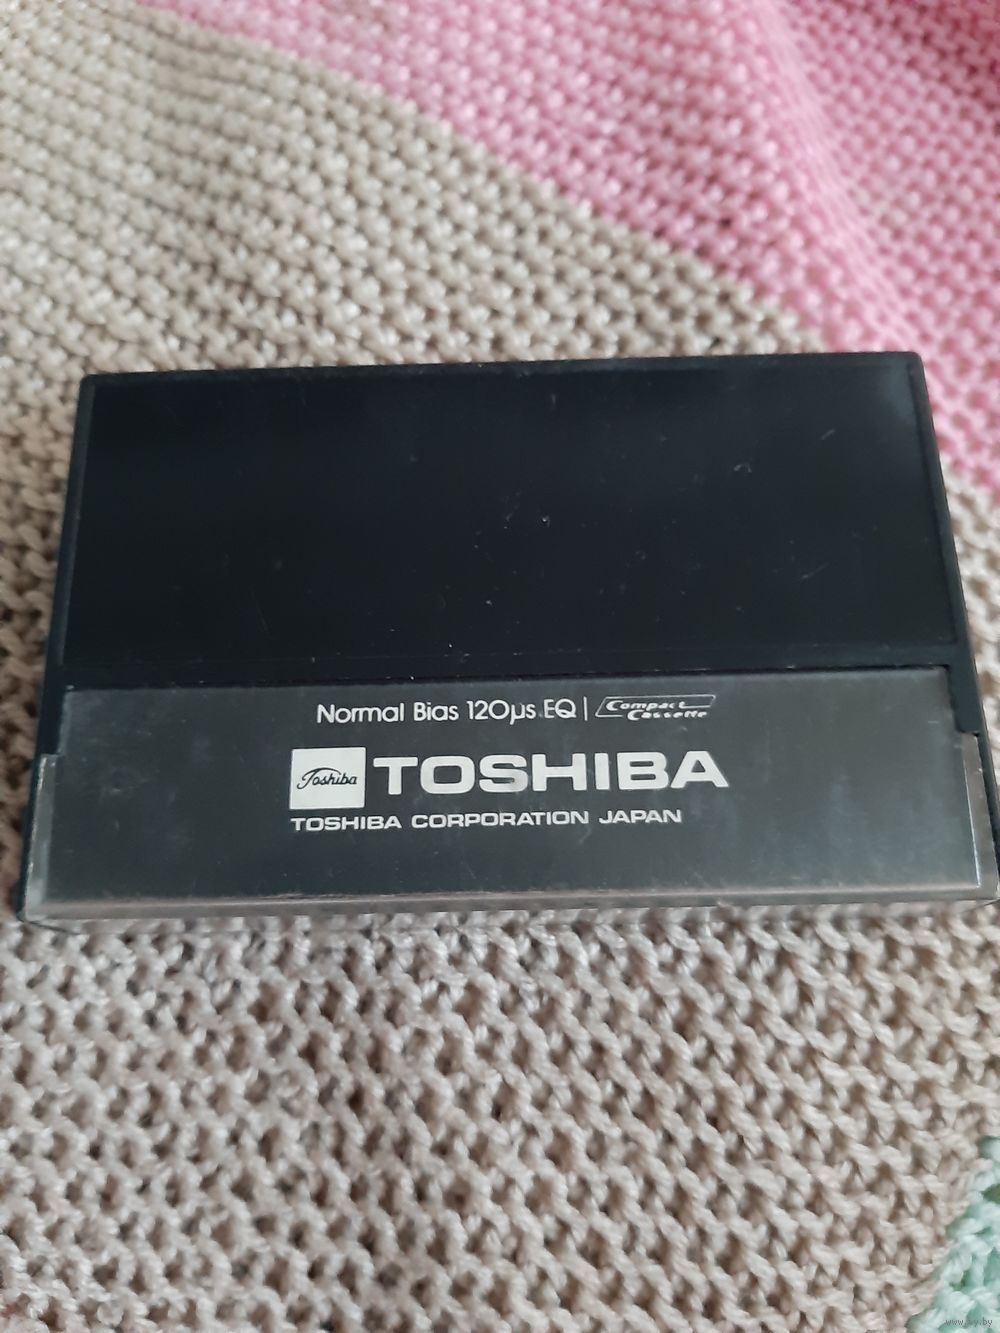 Normal Bias 120µs EQ | Compact Cassette
Toshiba TOSHIBA
TOSHIBA CORPORATION JAPAN